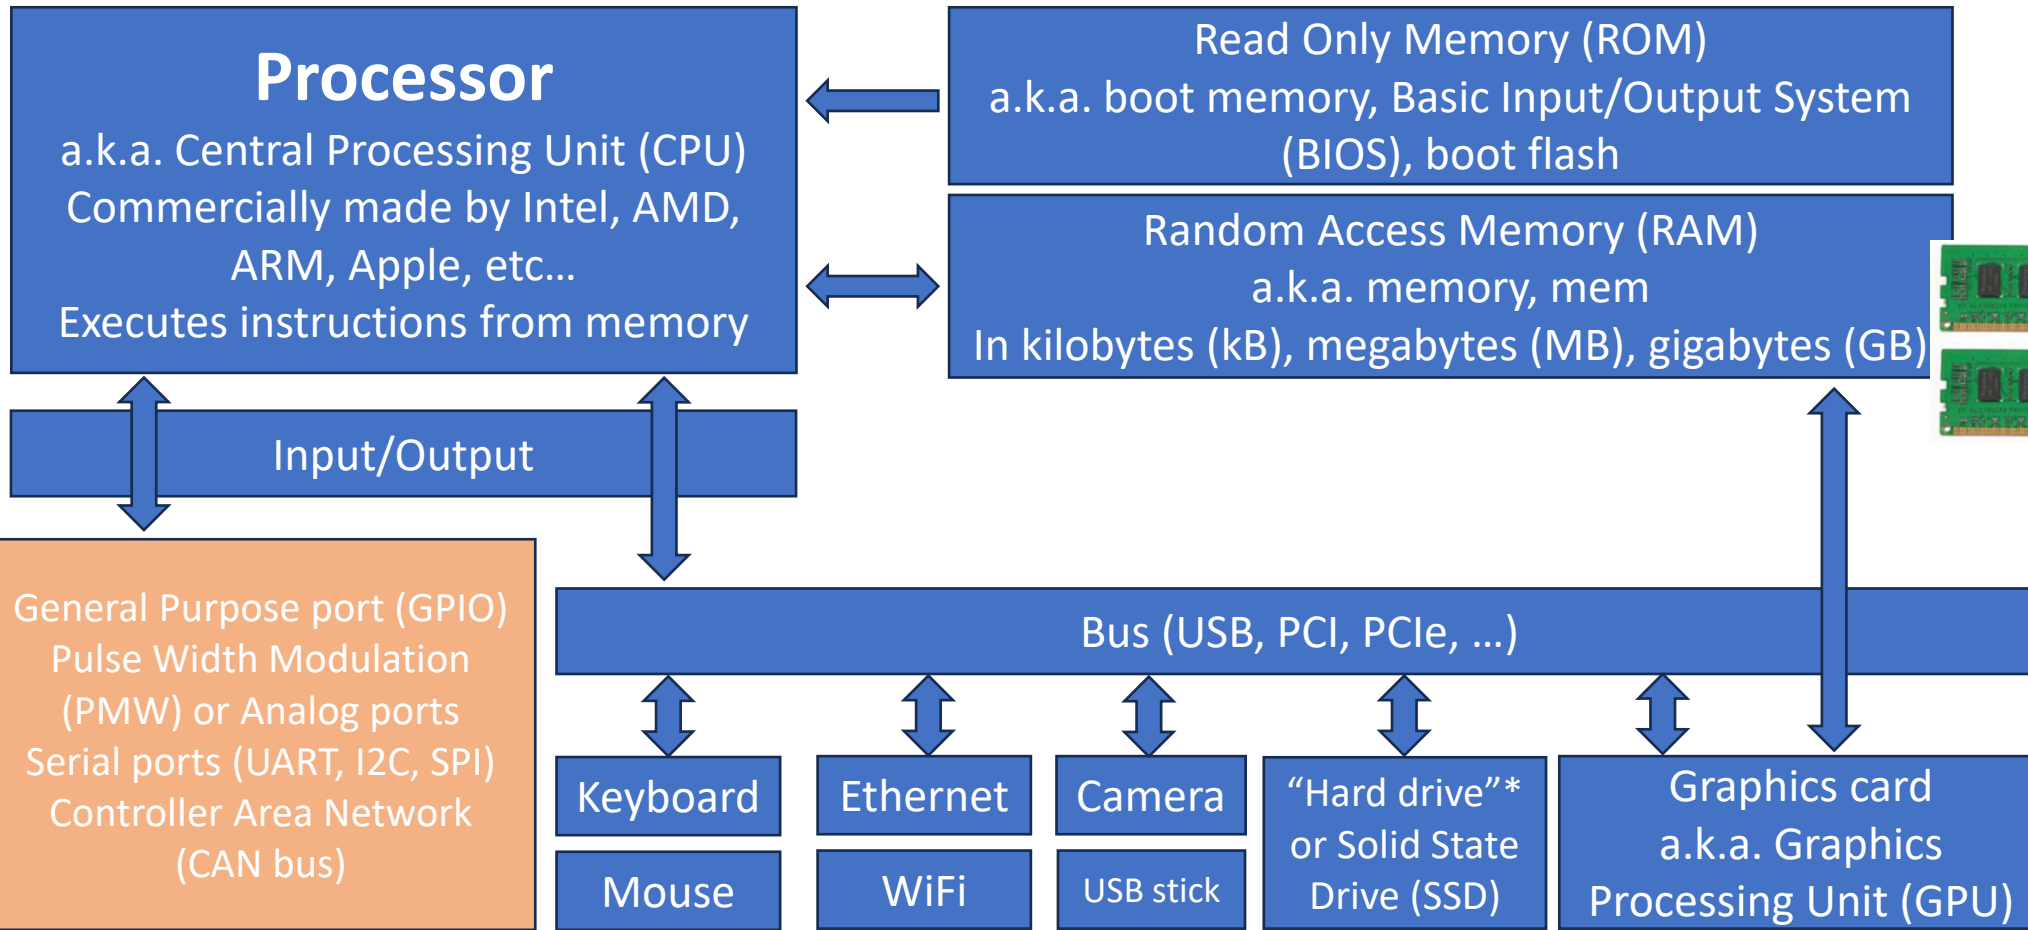 Processor
a.k.a. Central Processing Unit (CPU)
Commercially made by Intel, AMD,
ARM, Apple, etc...
Executes instructions from memory
Read Only Memory (ROM)
a.k.a. boot memory, Basic Input/Output System
(BIOS), boot flash
Random Access Memory (RAM)
a.k.a. memory, mem
In kilobytes (kB), megabytes (MB), gigabytes (GB)
Input/Output
General Purpose port (GPIO)
Pulse Width Modulation
(PMW) or Analog ports
Serial ports (UART, I2C, SPI)
Controller Area Network
(CAN bus)
Bus (USB, PCI, PCIe, ...)
Keyboard
Mouse
Ethernet
WiFi
Camera
USB stick
“Hard drive”*
or Solid State
Drive (SSD)
Graphics card
a.k.a. Graphics
Processing Unit (GPU)